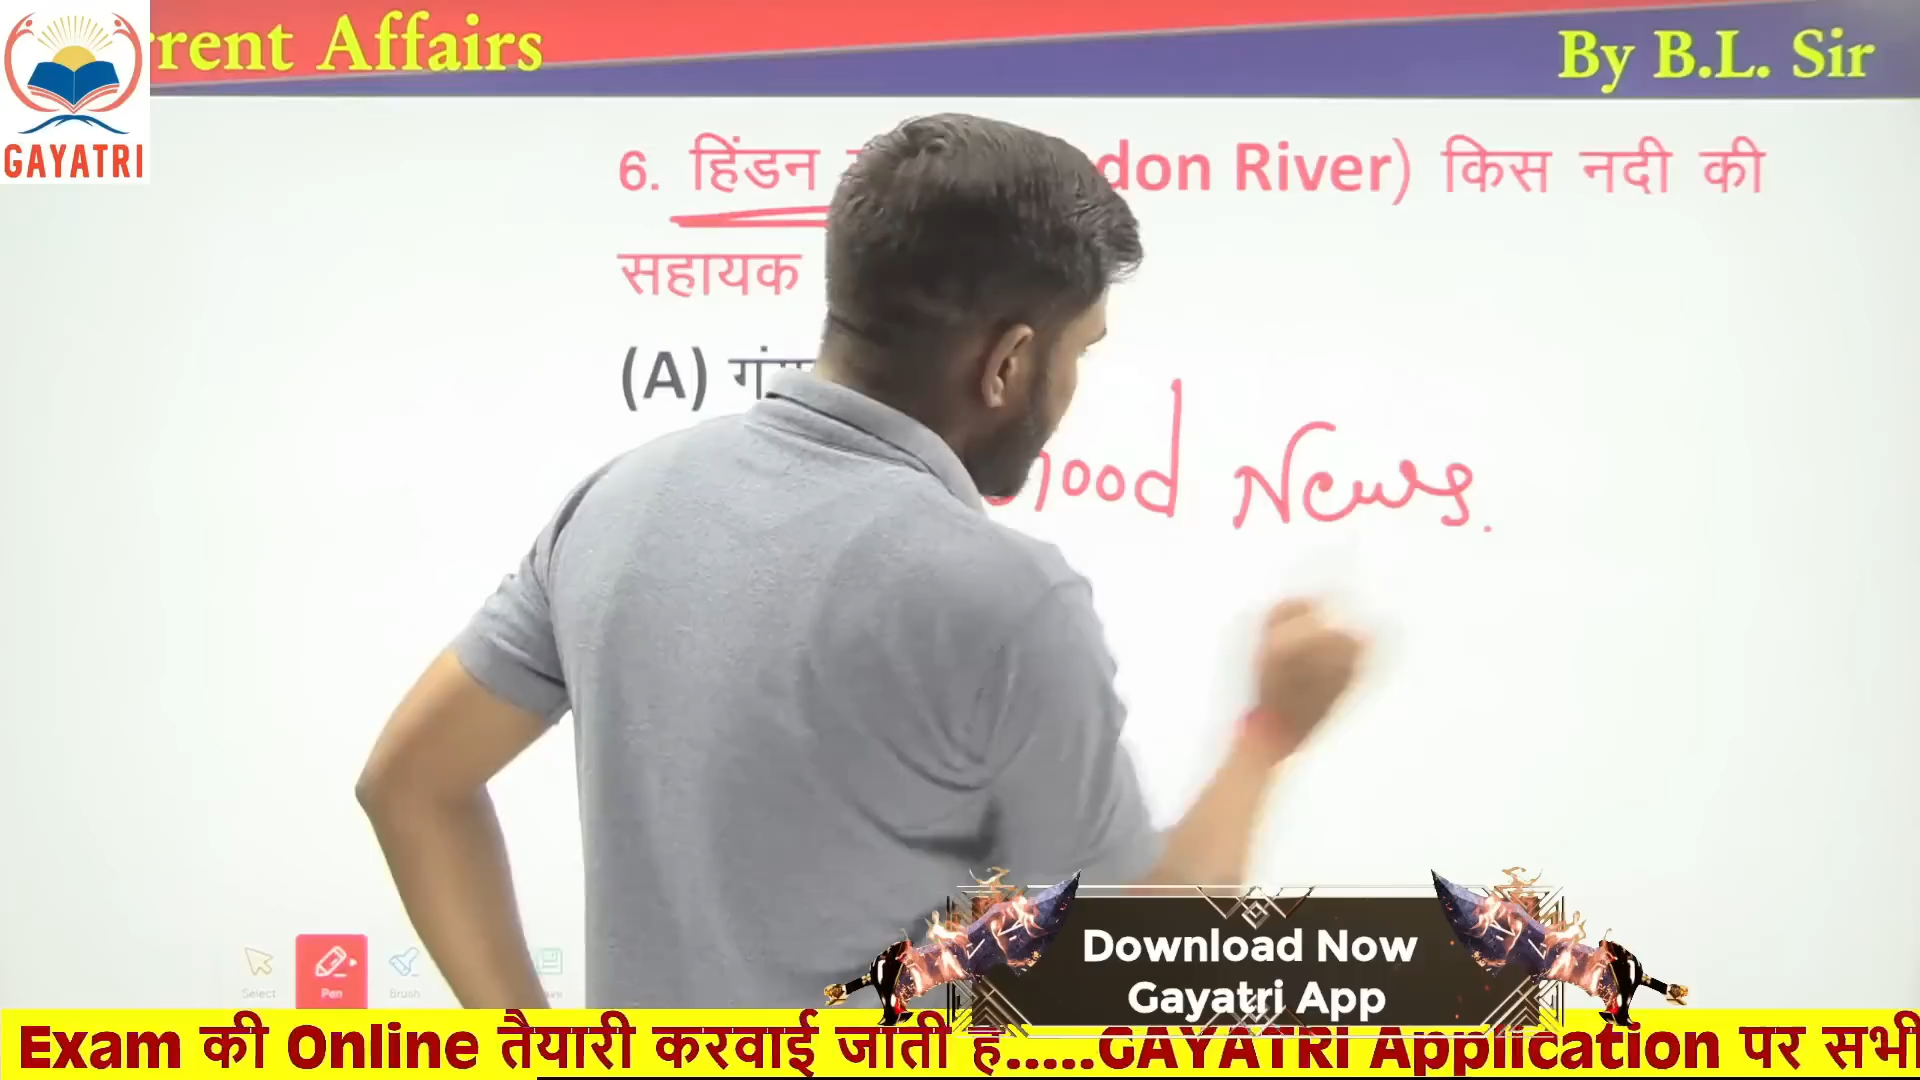 rrent Affairs
By B.L. Sir
GAYATRI
6. हिंडन don River) किस नदी की
सहायक
(A)
ood News.
Select
Pen
Brush
Download Now
Gayatri App
Exam की Online तैयारी करवाई जाती है.....GAYATRI Application पर सभी